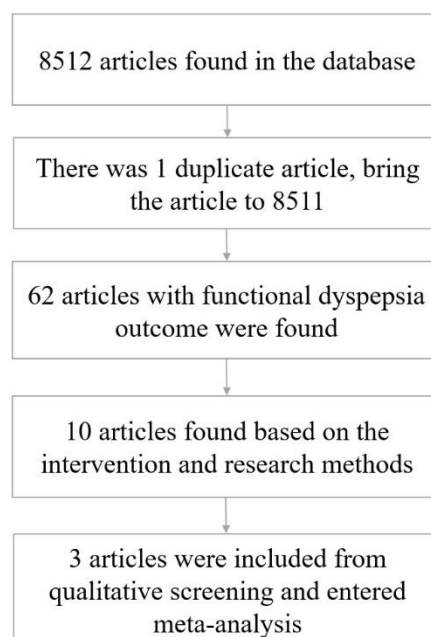 8512 articles found in the database
There was 1 duplicate article, bring
the article to 8511
62 articles with functional dyspepsia
outcome were found
10 articles found based on the
intervention and research methods
3 articles were included from
qualitative screening and entered
meta-analysis